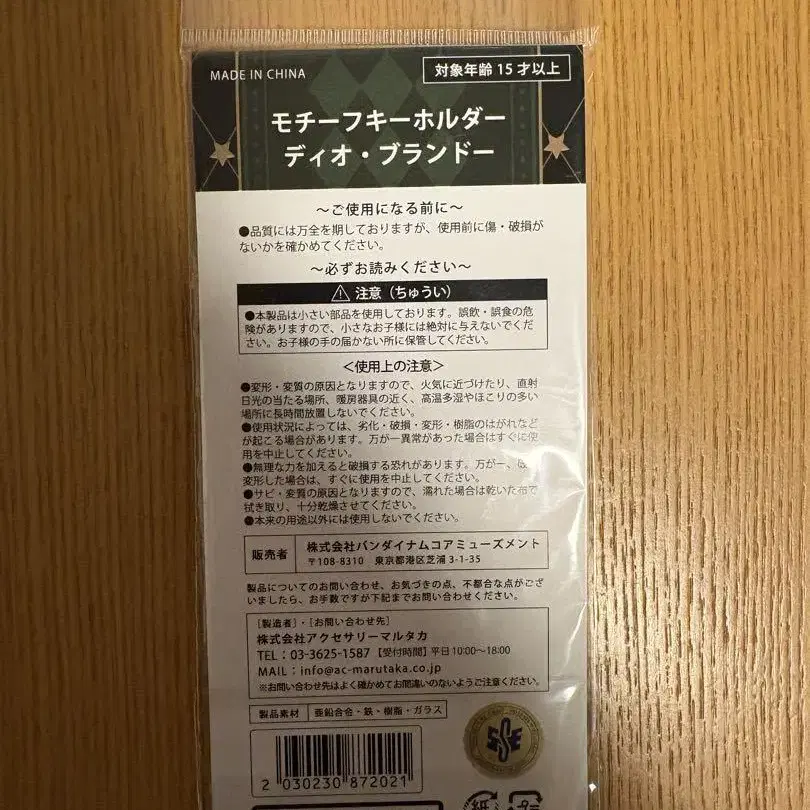 MADE IN CHINA
対象年齢 15 才以上
モチーフキーホルダー
ディオ・ブランドー
～ご使用になる前に～
●品質には万全を期しておりますが、使用前に傷・破損が
ないかを確かめてください。
～必ずお読みください～
注意（ちゅうい）
●本製品は小さい部品を使用しております。誤飲・誤食の危
険がありますので、小さなお子様には絶対に与えないでくだ
さい。お子様の手の届かない所に保管してください。
＜使用上の注意＞
●変形・変質の原因となりますので、火気に近づけたり、直射
日光の当たる場所、暖房器具の近く、高温多湿やほこりの多い
場所に長時間放置しないでください。
●使用状況によっては、劣化・破損・変形・樹脂のはがれなど
が起こる場合があります。万が一異常があった場合はすぐに使
用を中止してください。
●無理な力を加えると破損する恐れがあります。万が一、
変形した場合は、すぐに使用を中止してください。
●サビ・変質の原因となりますので、濡れた場合は乾いた布で
拭き取り、十分乾燥させてください。
●本来の用途以外には使用しないでください。
販売者
株式会社バンダイナムコアミューズメント
〒108-8310 東京都港区芝浦 3-1-35
製品についてのお問い合わせ、お気づきの点、不都合な点がござ
いましたら、お手数ですが下記までお問い合わせください。
［製造者］・［お問い合わせ先］
株式会社アクセサリーマルタカ
TEL：03-3625-1587【受付時間】平日 10:00～18:00
MAIL：info@ac-marutaka.co.jp
※お問い合わせ先はよく確かめてお間違いのないようご注意ください。
製品素材 亜鉛合金・鉄・樹脂・ガラス
2 030230 872021
紙
プラ